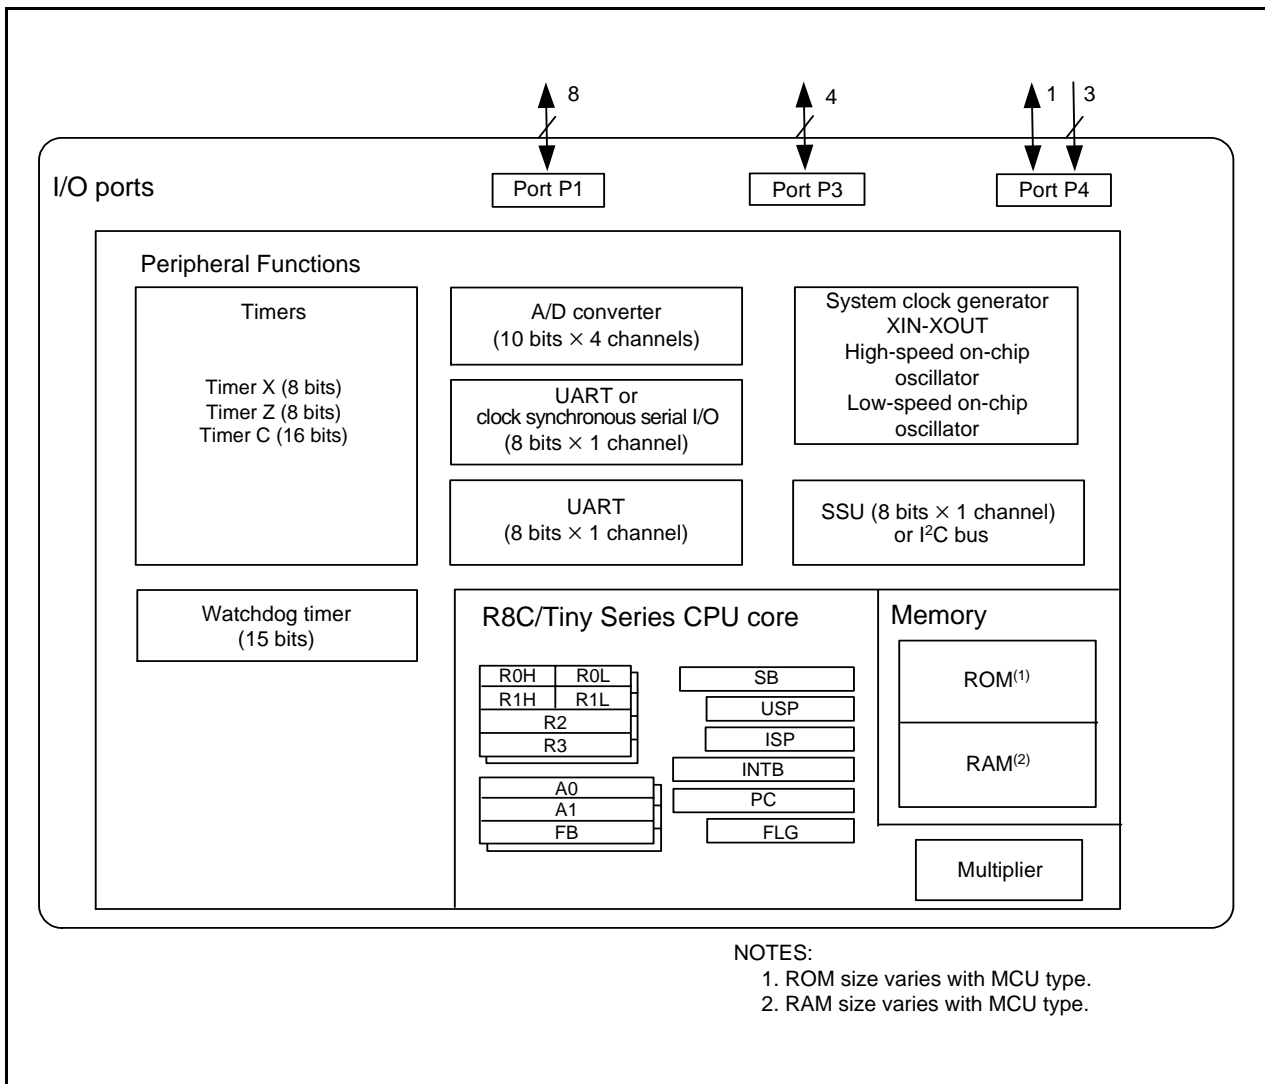 8
4
1
3
I/O ports
Port P1
Port P3
Port P4
Peripheral Functions
Timers
Timer X (8 bits)
Timer Z (8 bits)
Timer C (16 bits)
A/D converter
(10 bits × 4 channels)
UART or
clock synchronous serial I/O
(8 bits × 1 channel)
UART
(8 bits × 1 channel)
System clock generator
XIN-XOUT
High-speed on-chip
oscillator
Low-speed on-chip
oscillator
SSU (8 bits × 1 channel)
or I²C bus
Watchdog timer
(15 bits)
R8C/Tiny Series CPU core
R0H R0L
R1H R1L
R2
R3
A0
A1
FB
SB
USP
ISP
INTB
PC
FLG
Memory
ROM(1)
RAM(2)
Multiplier
NOTES:
1. ROM size varies with MCU type.
2. RAM size varies with MCU type.